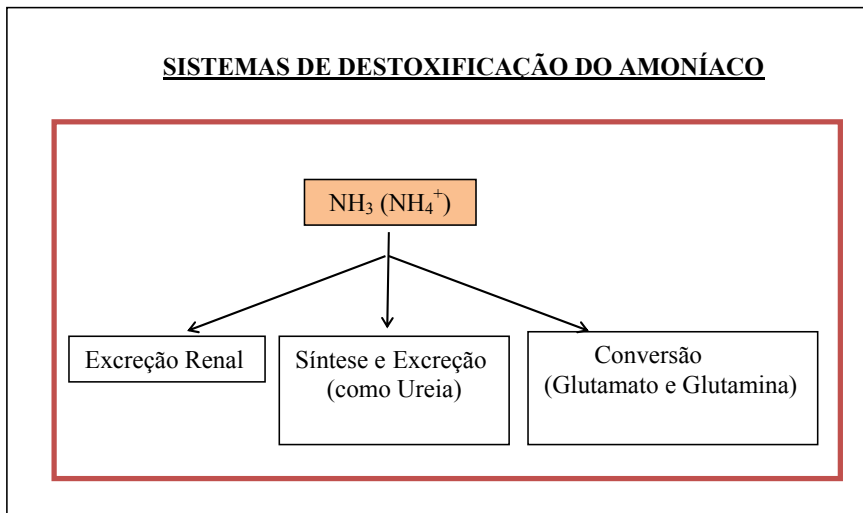 SISTEMAS DE DESTOXIFICAÇÃO DO AMONÍACO
NH₃ (NH₄⁺)
Excreção Renal
Síntese e Excreção
(como Ureia)
Conversão
(Glutamato e Glutamina)